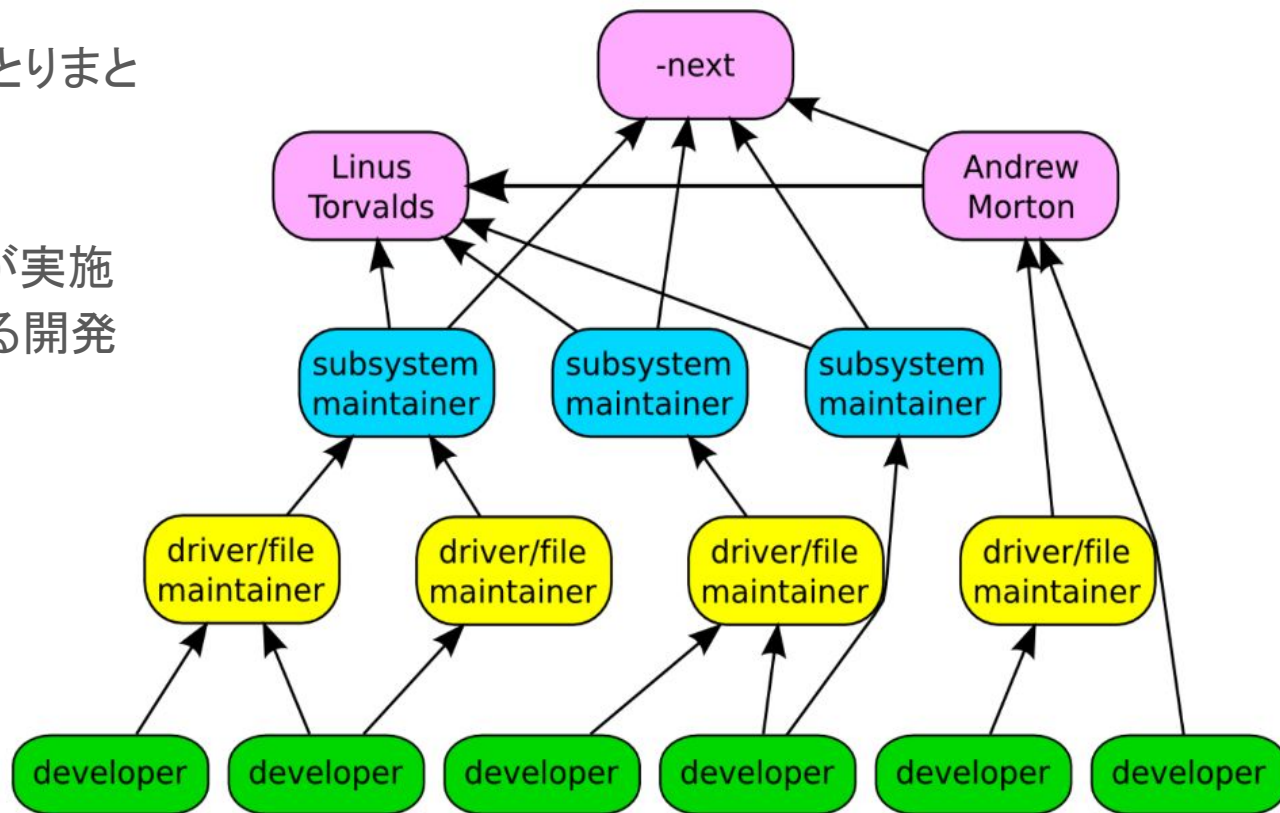 とりまと
が実施
る開発
-next
Linus
Torvalds
Andrew
Morton
subsystem
maintainer
subsystem
maintainer
subsystem
maintainer
driver/file
maintainer
driver/file
maintainer
driver/file
maintainer
driver/file
maintainer
developer
developer
developer
developer
developer
developer